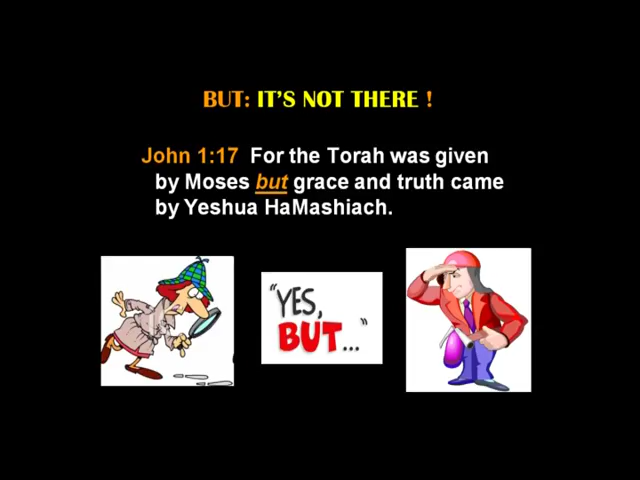 BUT: IT'S NOT THERE !
John 1:17 For the Torah was given
by Moses but grace and truth came
by Yeshua HaMashiach.
"YES,
BUT..."